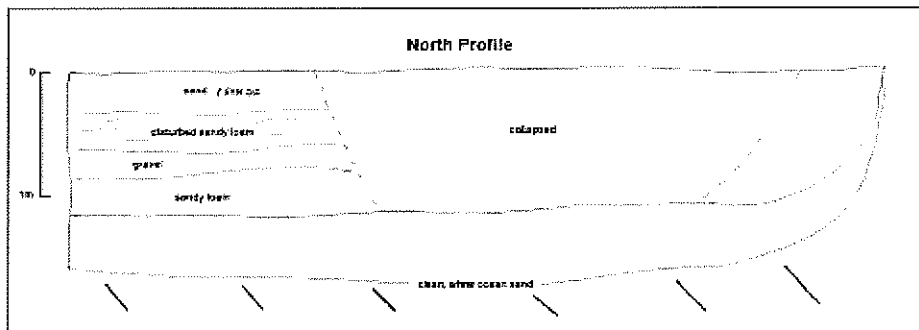 North Profile
0
collapsed
disturbed sandy loam
gravel
1m
sandy loam
clean, white ocean sand